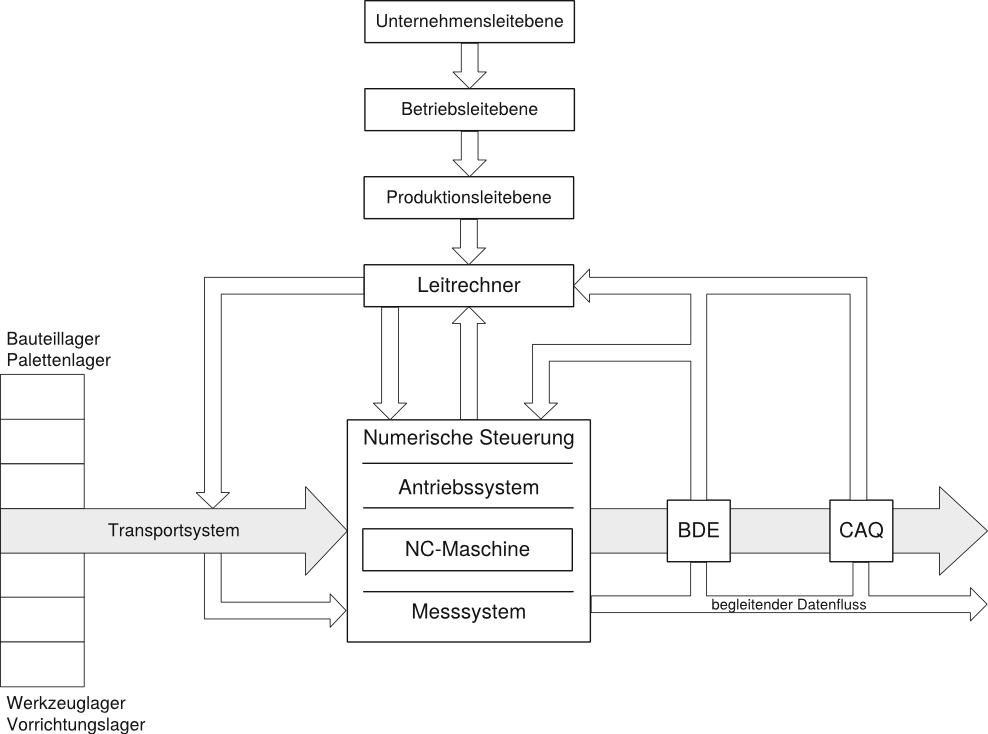 Unternehmensleitebene
Betriebsleitebene
Produktionsleitebene
Leitrechner
Bauteillager
Palettenlager
Numerische Steuerung
Antriebssystem
Transportsystem
NC-Maschine
BDE
CAQ
Messsystem
begleitender Datenfluss
Werkzeuglager
Vorrichtungslager